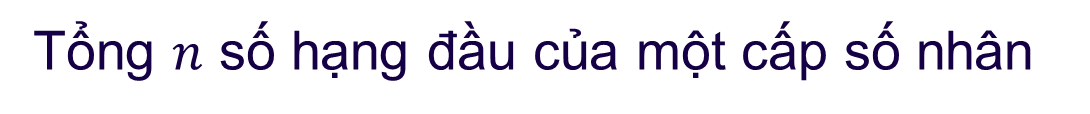 Tổng n số hạng đầu của một cấp số nhân